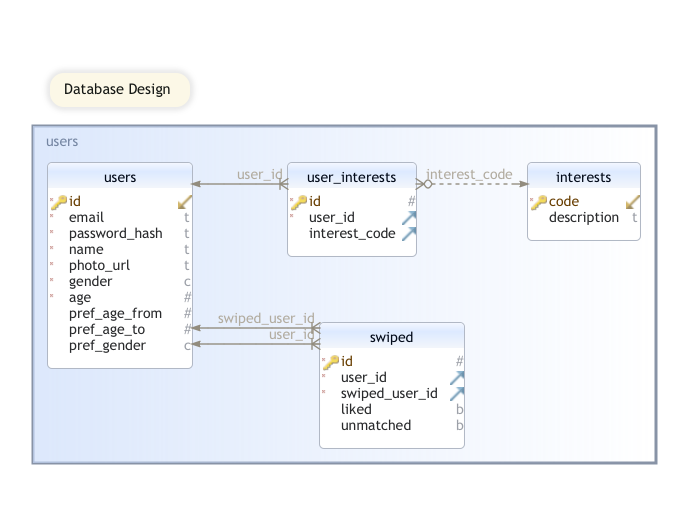 Database Design
users
users
id
email t
password_hash t
name t
photo_url t
gender c
age #
pref_age_from #
pref_age_to #
pref_gender c
user_id
user_interests
id #
user_id
interest_code
interest_code
interests
code
description t
swiped_user_id
user_id
swiped
id #
user_id
swiped_user_id
liked b
unmatched b